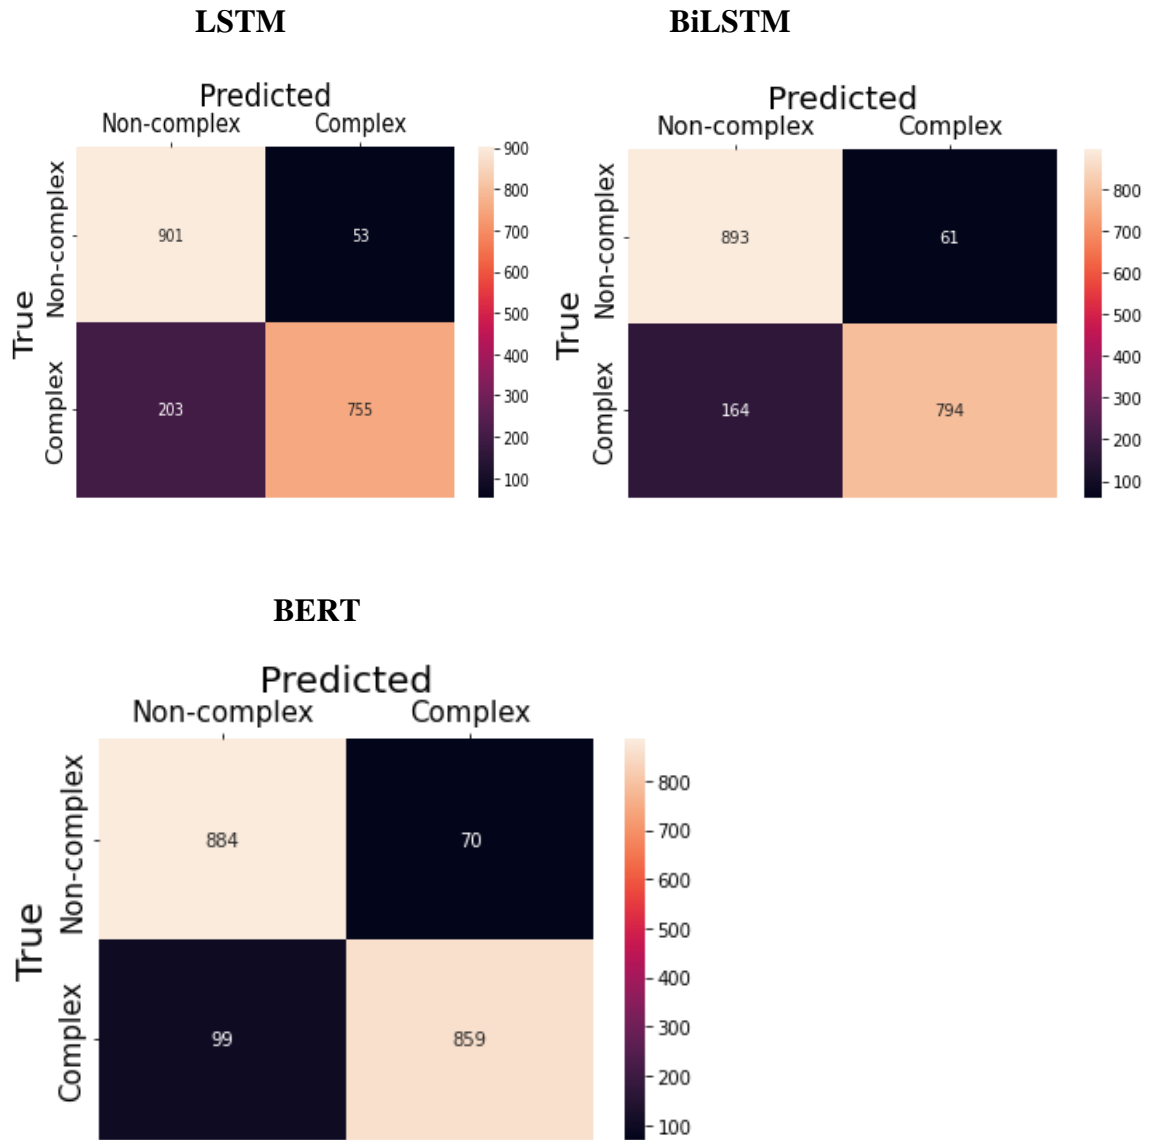 LSTM
Predicted
Non-complex Complex
True
Non-complex
Complex
901 53
203 755
900
800
700
600
500
400
300
200
100
BiLSTM
Predicted
Non-complex Complex
True
Non-complex
Complex
893 61
164 794
800
700
600
500
400
300
200
100
BERT
Predicted
Non-complex Complex
True
Non-complex
Complex
884 70
99 859
800
700
600
500
400
300
200
100